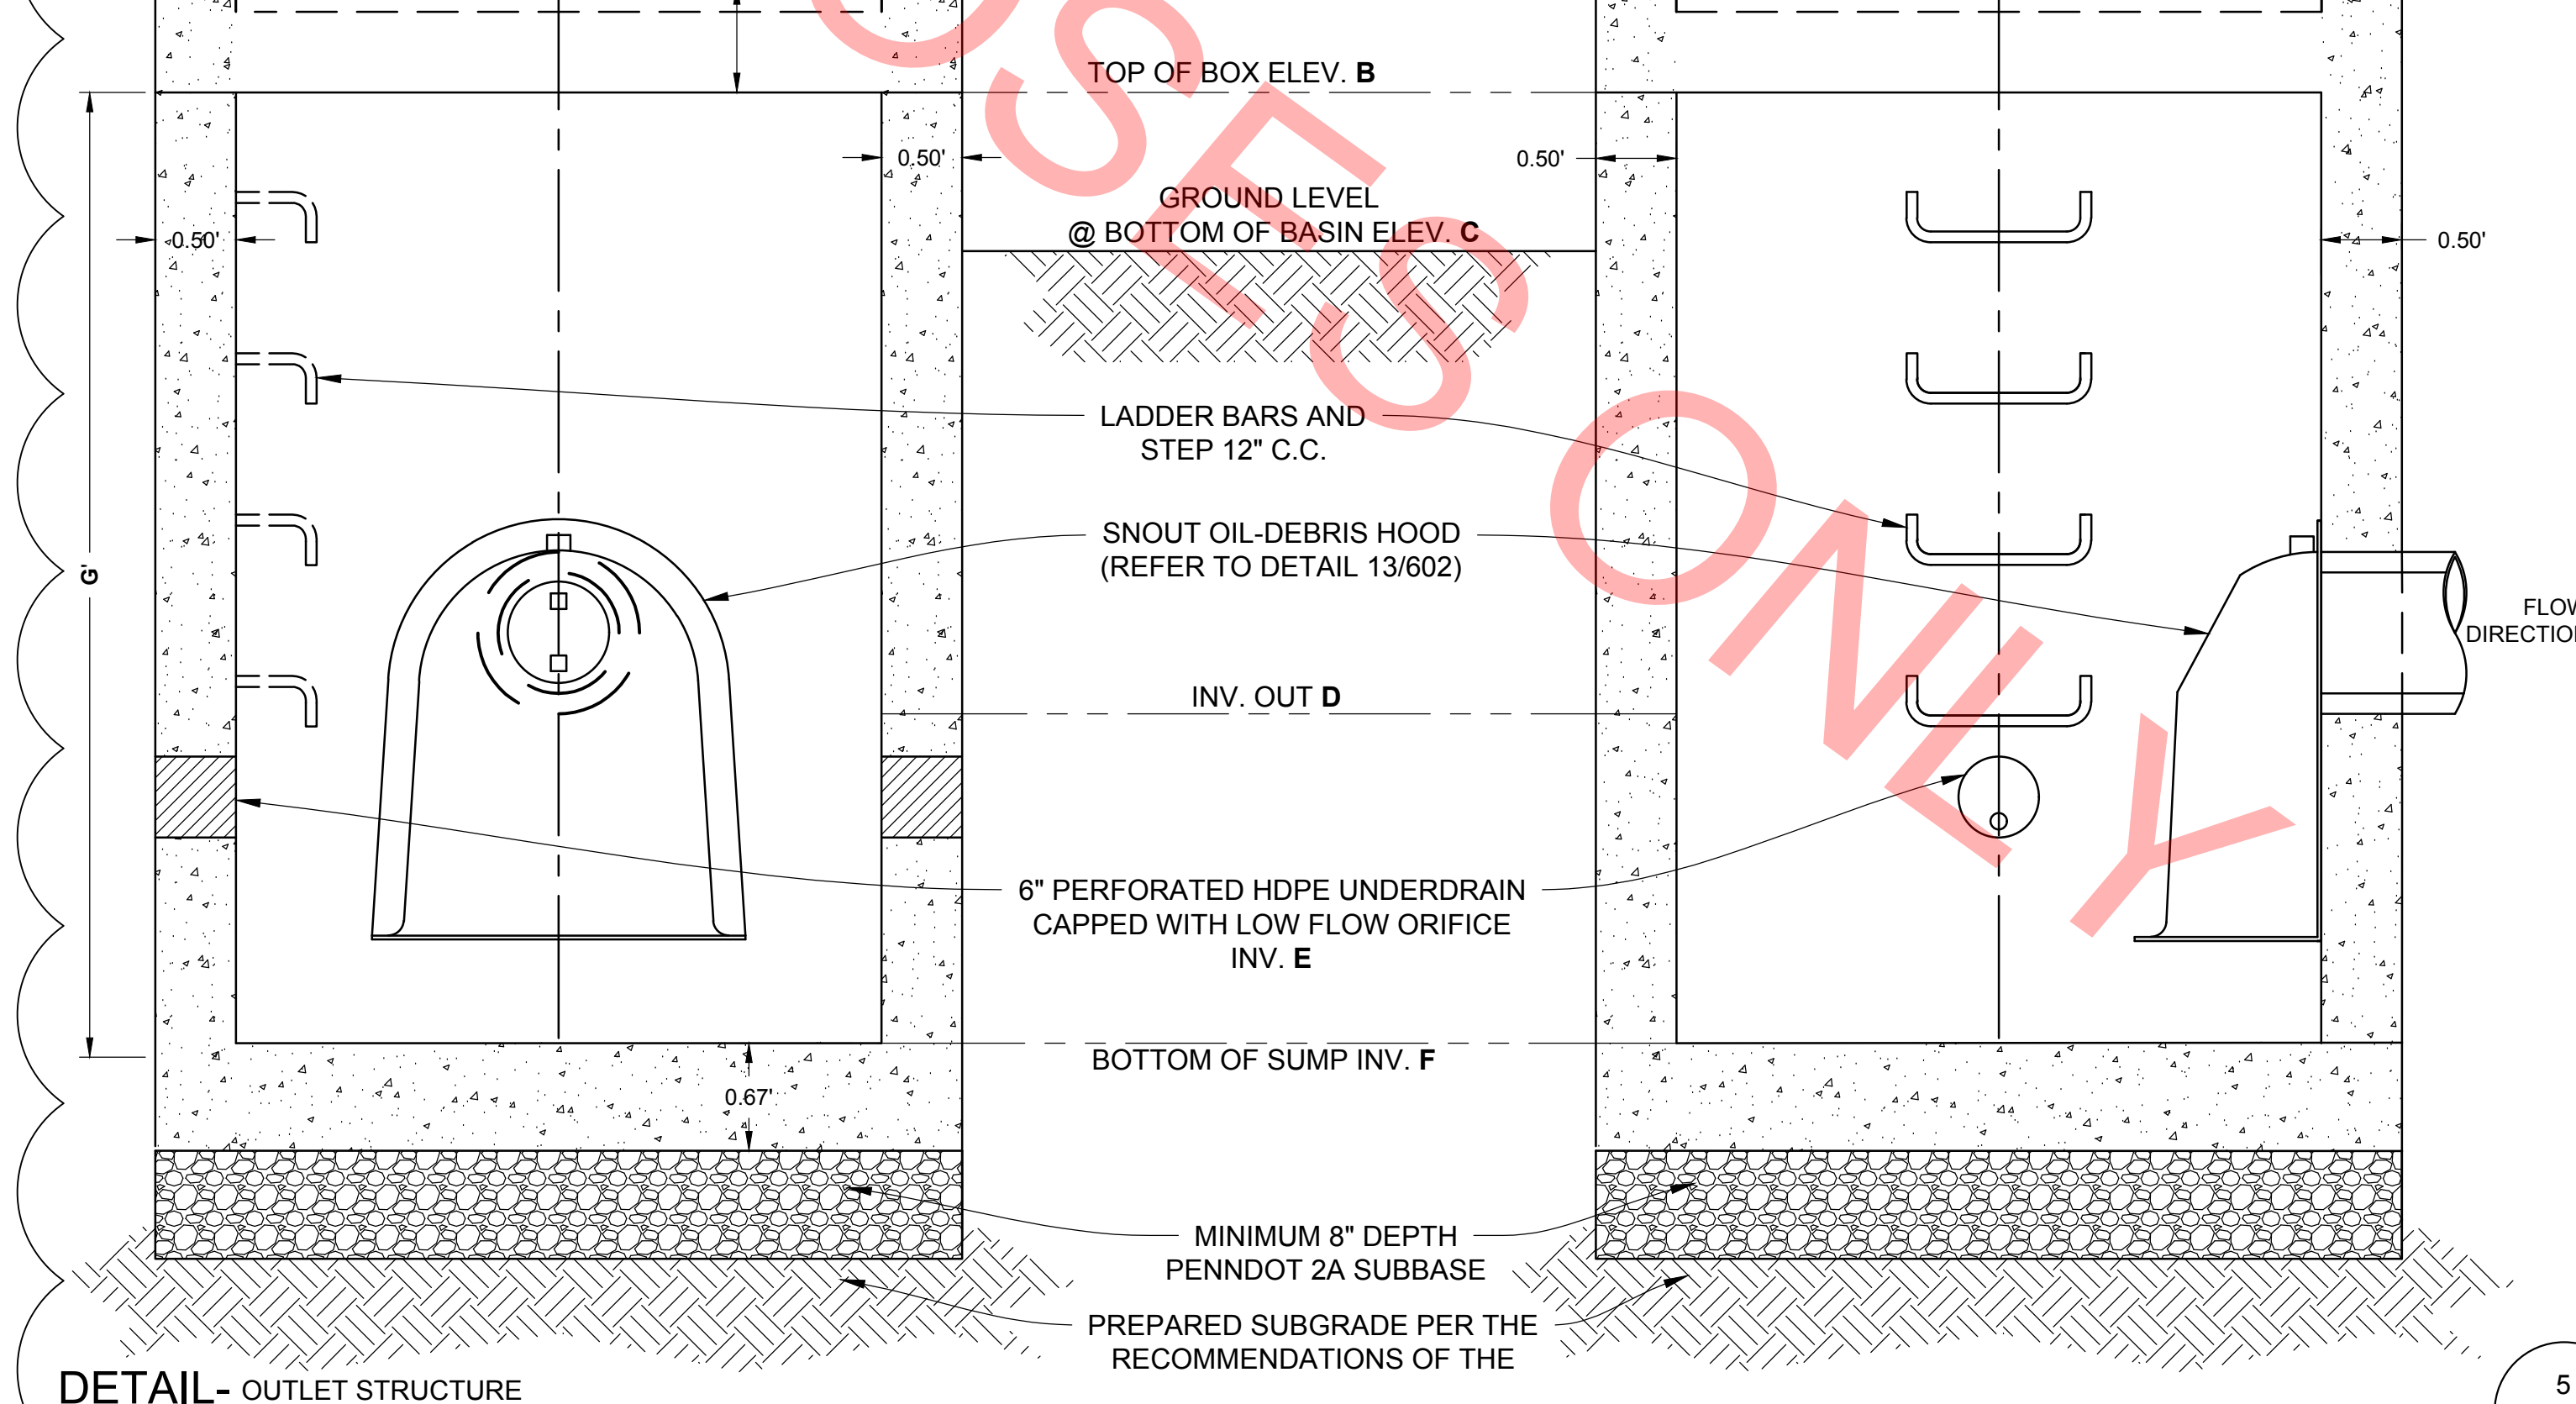 TOP OF BOX ELEV. B
0.50'
0.50'
GROUND LEVEL
@ BOTTOM OF BASIN ELEV. C
0.50'
0.50'
LADDER BARS AND
STEP 12" C.C.
SNOUT OIL-DEBRIS HOOD
(REFER TO DETAIL 13/602)
G'
FLOW
DIRECTION
INV. OUT D
6" PERFORATED HDPE UNDERDRAIN
CAPPED WITH LOW FLOW ORIFICE
INV. E
BOTTOM OF SUMP INV. F
0.67'
MINIMUM 8" DEPTH
PENNDOT 2A SUBBASE
PREPARED SUBGRADE PER THE
RECOMMENDATIONS OF THE
DETAIL- OUTLET STRUCTURE
5
OSES ONLY